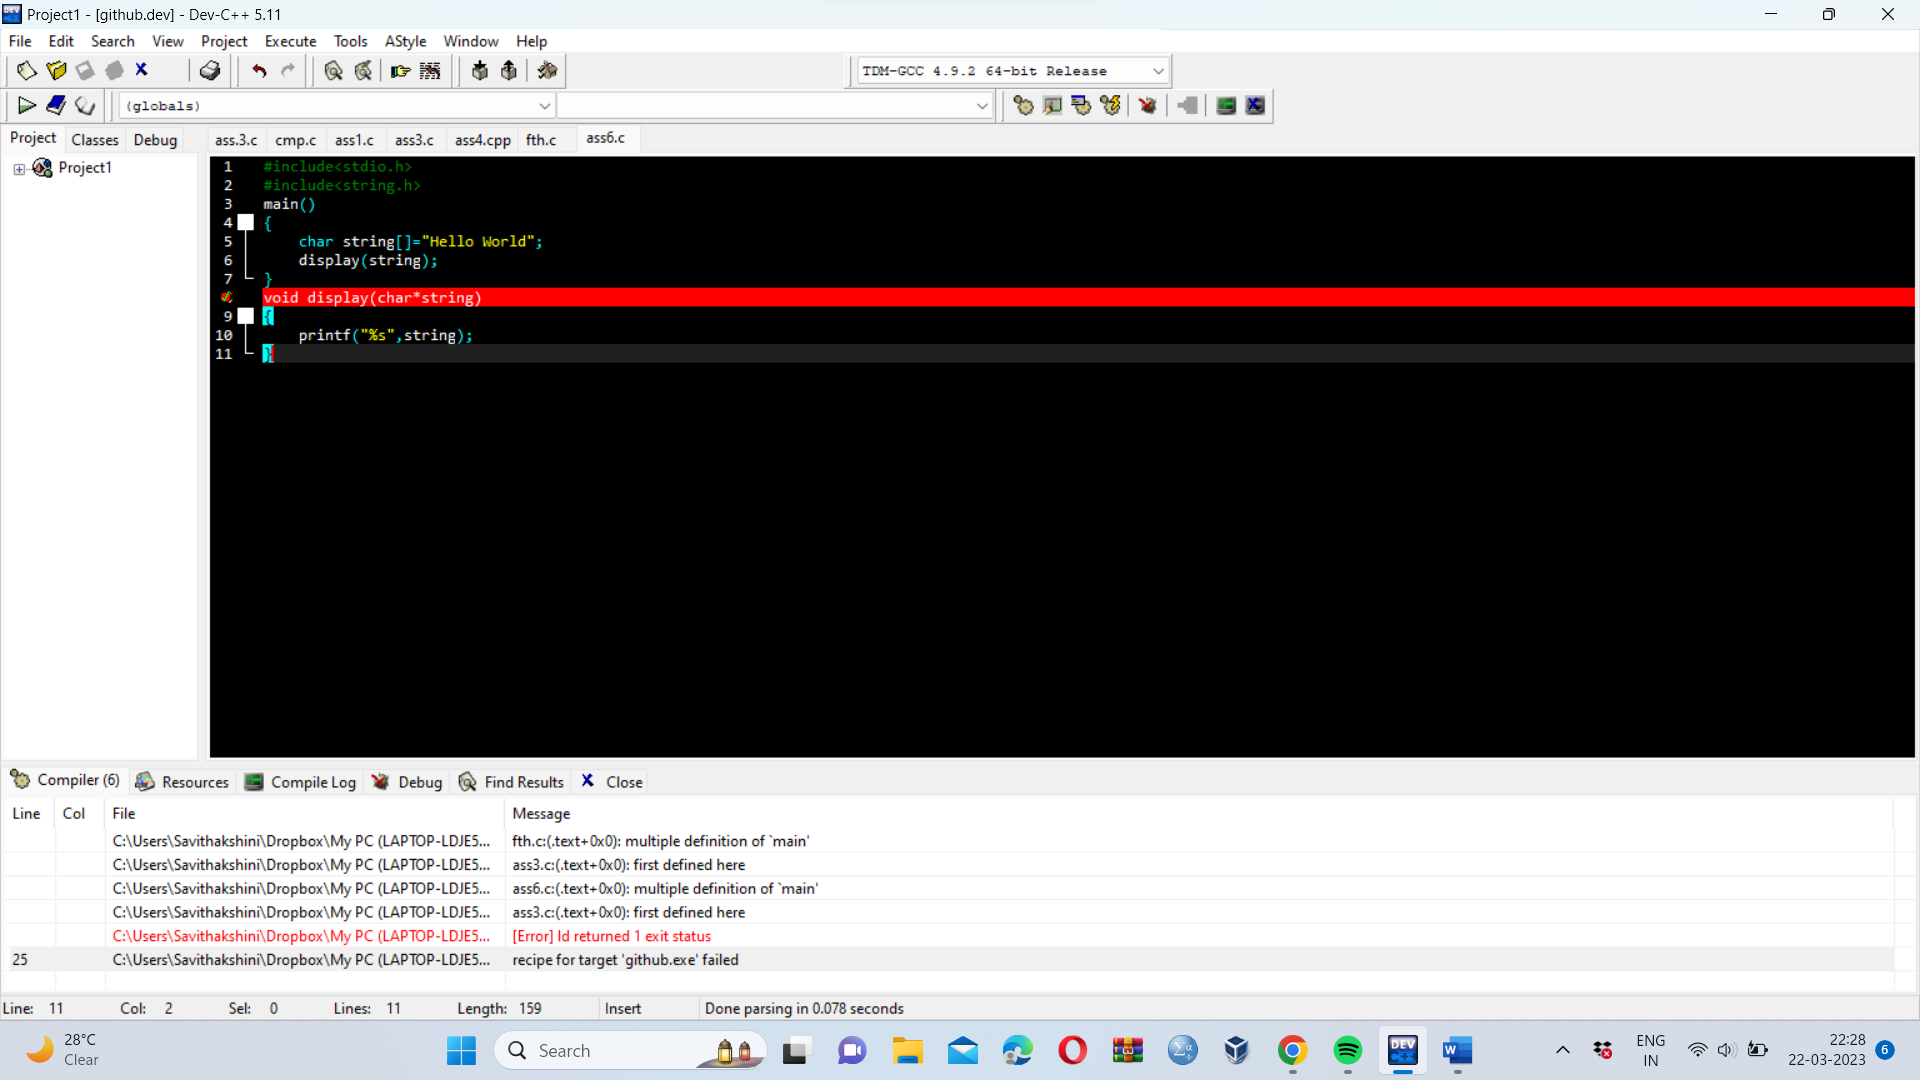 Project1 - [github.dev] - Dev-C++ 5.11
File Edit Search View Project Execute Tools AStyle Window Help
TDM-GCC 4.9.2 64-bit Release
(globals)
Project Classes Debug ass.3.c cmp.c ass1.c ass3.c ass4.cpp fth.c ass6.c
Project1
1 #include<stdio.h>
2 #include<string.h>
3 main()
4 {
5 char string[]="Hello World";
6 display(string);
7 }
void display(char*string)
9 {
10 printf("%s",string);
11 }
Compiler (6) Resources Compile Log Debug Find Results Close
Line Col File Message
C:\Users\Savithakshini\Dropbox\My PC (LAPTOP-LDJE5... fth.c:(.text+0x0): multiple definition of `main'
C:\Users\Savithakshini\Dropbox\My PC (LAPTOP-LDJE5... ass3.c:(.text+0x0): first defined here
C:\Users\Savithakshini\Dropbox\My PC (LAPTOP-LDJE5... ass6.c:(.text+0x0): multiple definition of `main'
C:\Users\Savithakshini\Dropbox\My PC (LAPTOP-LDJE5... ass3.c:(.text+0x0): first defined here
C:\Users\Savithakshini\Dropbox\My PC (LAPTOP-LDJE5... [Error] ld returned 1 exit status
25 C:\Users\Savithakshini\Dropbox\My PC (LAPTOP-LDJE5... recipe for target 'github.exe' failed
Line: 11 Col: 2 Sel: 0 Lines: 11 Length: 159 Insert Done parsing in 0.078 seconds
28°C
Clear
Search
DEV
C++
W
ENG
IN
22:28
22-03-2023
6